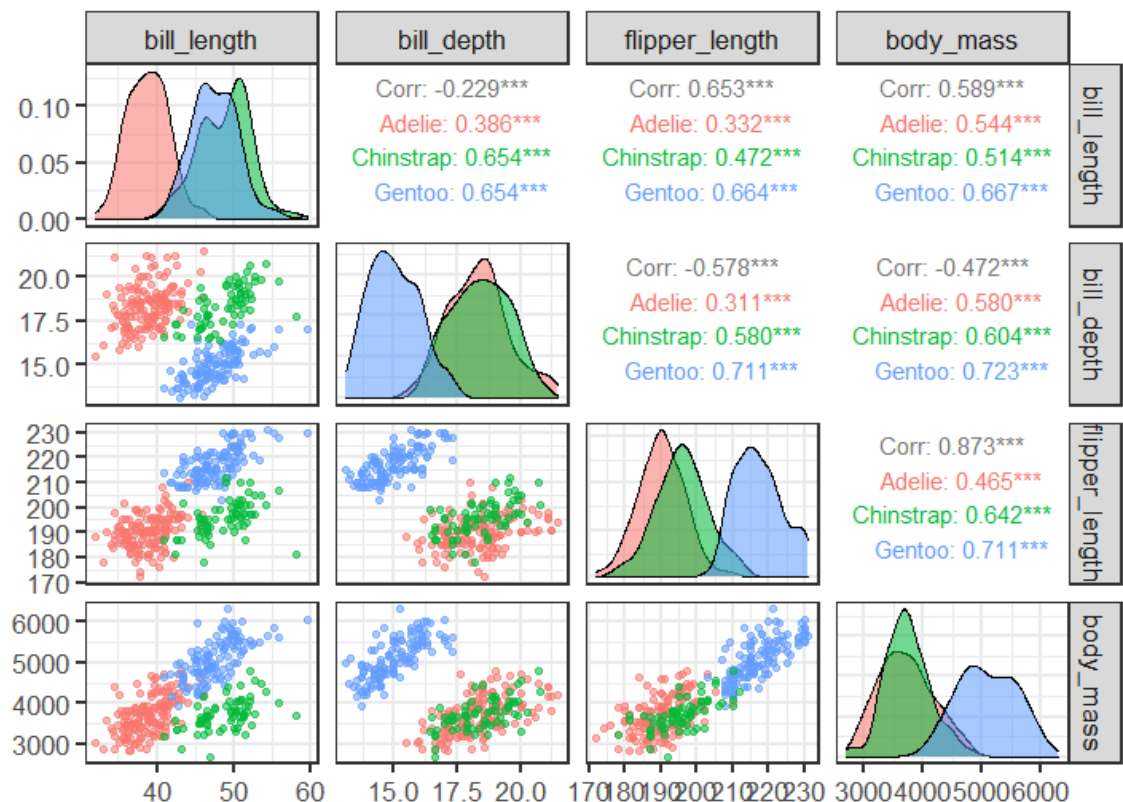 bill_length bill_depth flipper_length body_mass
0.10
0.05
0.00
Corr: -0.229***
Adelie: 0.386***
Chinstrap: 0.654***
Gentoo: 0.654***
Corr: 0.653***
Adelie: 0.332***
Chinstrap: 0.472***
Gentoo: 0.664***
Corr: 0.589***
Adelie: 0.544***
Chinstrap: 0.514***
Gentoo: 0.667***
bill_length
20.0
17.5
15.0
Corr: -0.578***
Adelie: 0.311***
Chinstrap: 0.580***
Gentoo: 0.711***
Corr: -0.472***
Adelie: 0.580***
Chinstrap: 0.604***
Gentoo: 0.723***
bill_depth
230
220
210
200
190
180
170
Corr: 0.873***
Adelie: 0.465***
Chinstrap: 0.642***
Gentoo: 0.711***
flipper_length
6000
5000
4000
3000
body_mass
40 50 60
15.0 17.5 20.0
170 180 190 200 210 220 230
3000 4000 5000 6000